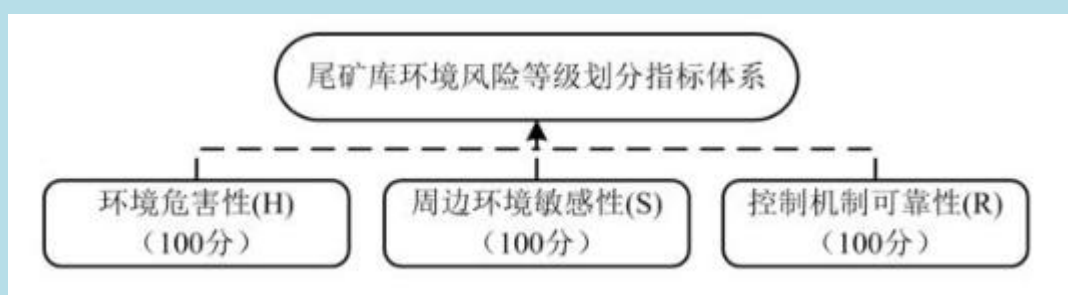 尾矿库环境风险等级划分指标体系
环境危害性(H)
（100分）
周边环境敏感性(S)
（100分）
控制机制可靠性(R)
（100分）